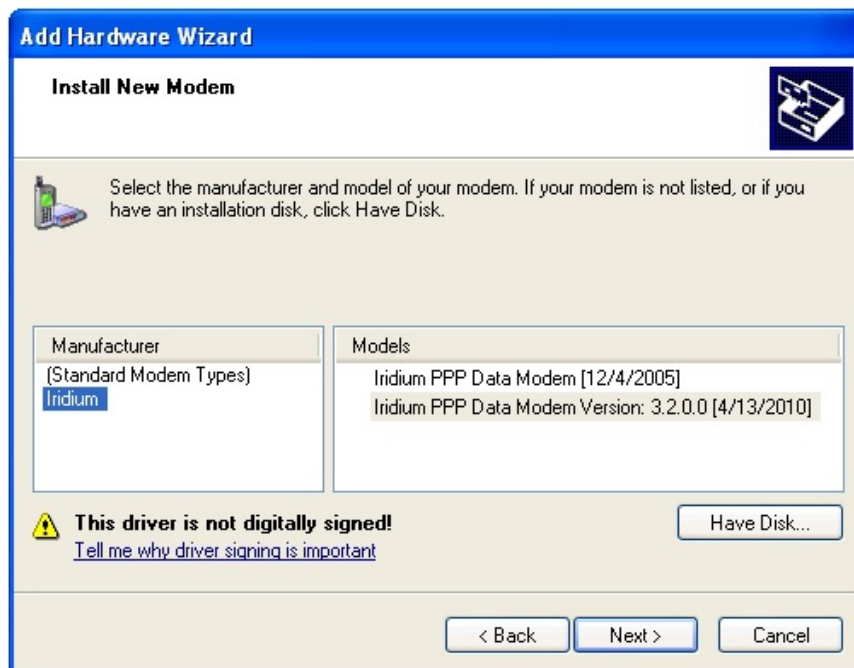 Add Hardware Wizard
Install New Modem
Select the manufacturer and model of your modem. If your modem is not listed, or if you
have an installation disk, click Have Disk.
Manufacturer
(Standard Modem Types)
Iridium
Models
Iridium PPP Data Modem [12/4/2005]
Iridium PPP Data Modem Version: 3.2.0.0 [4/13/2010]
This driver is not digitally signed!
Tell me why driver signing is important
Have Disk...
< Back
Next >
Cancel